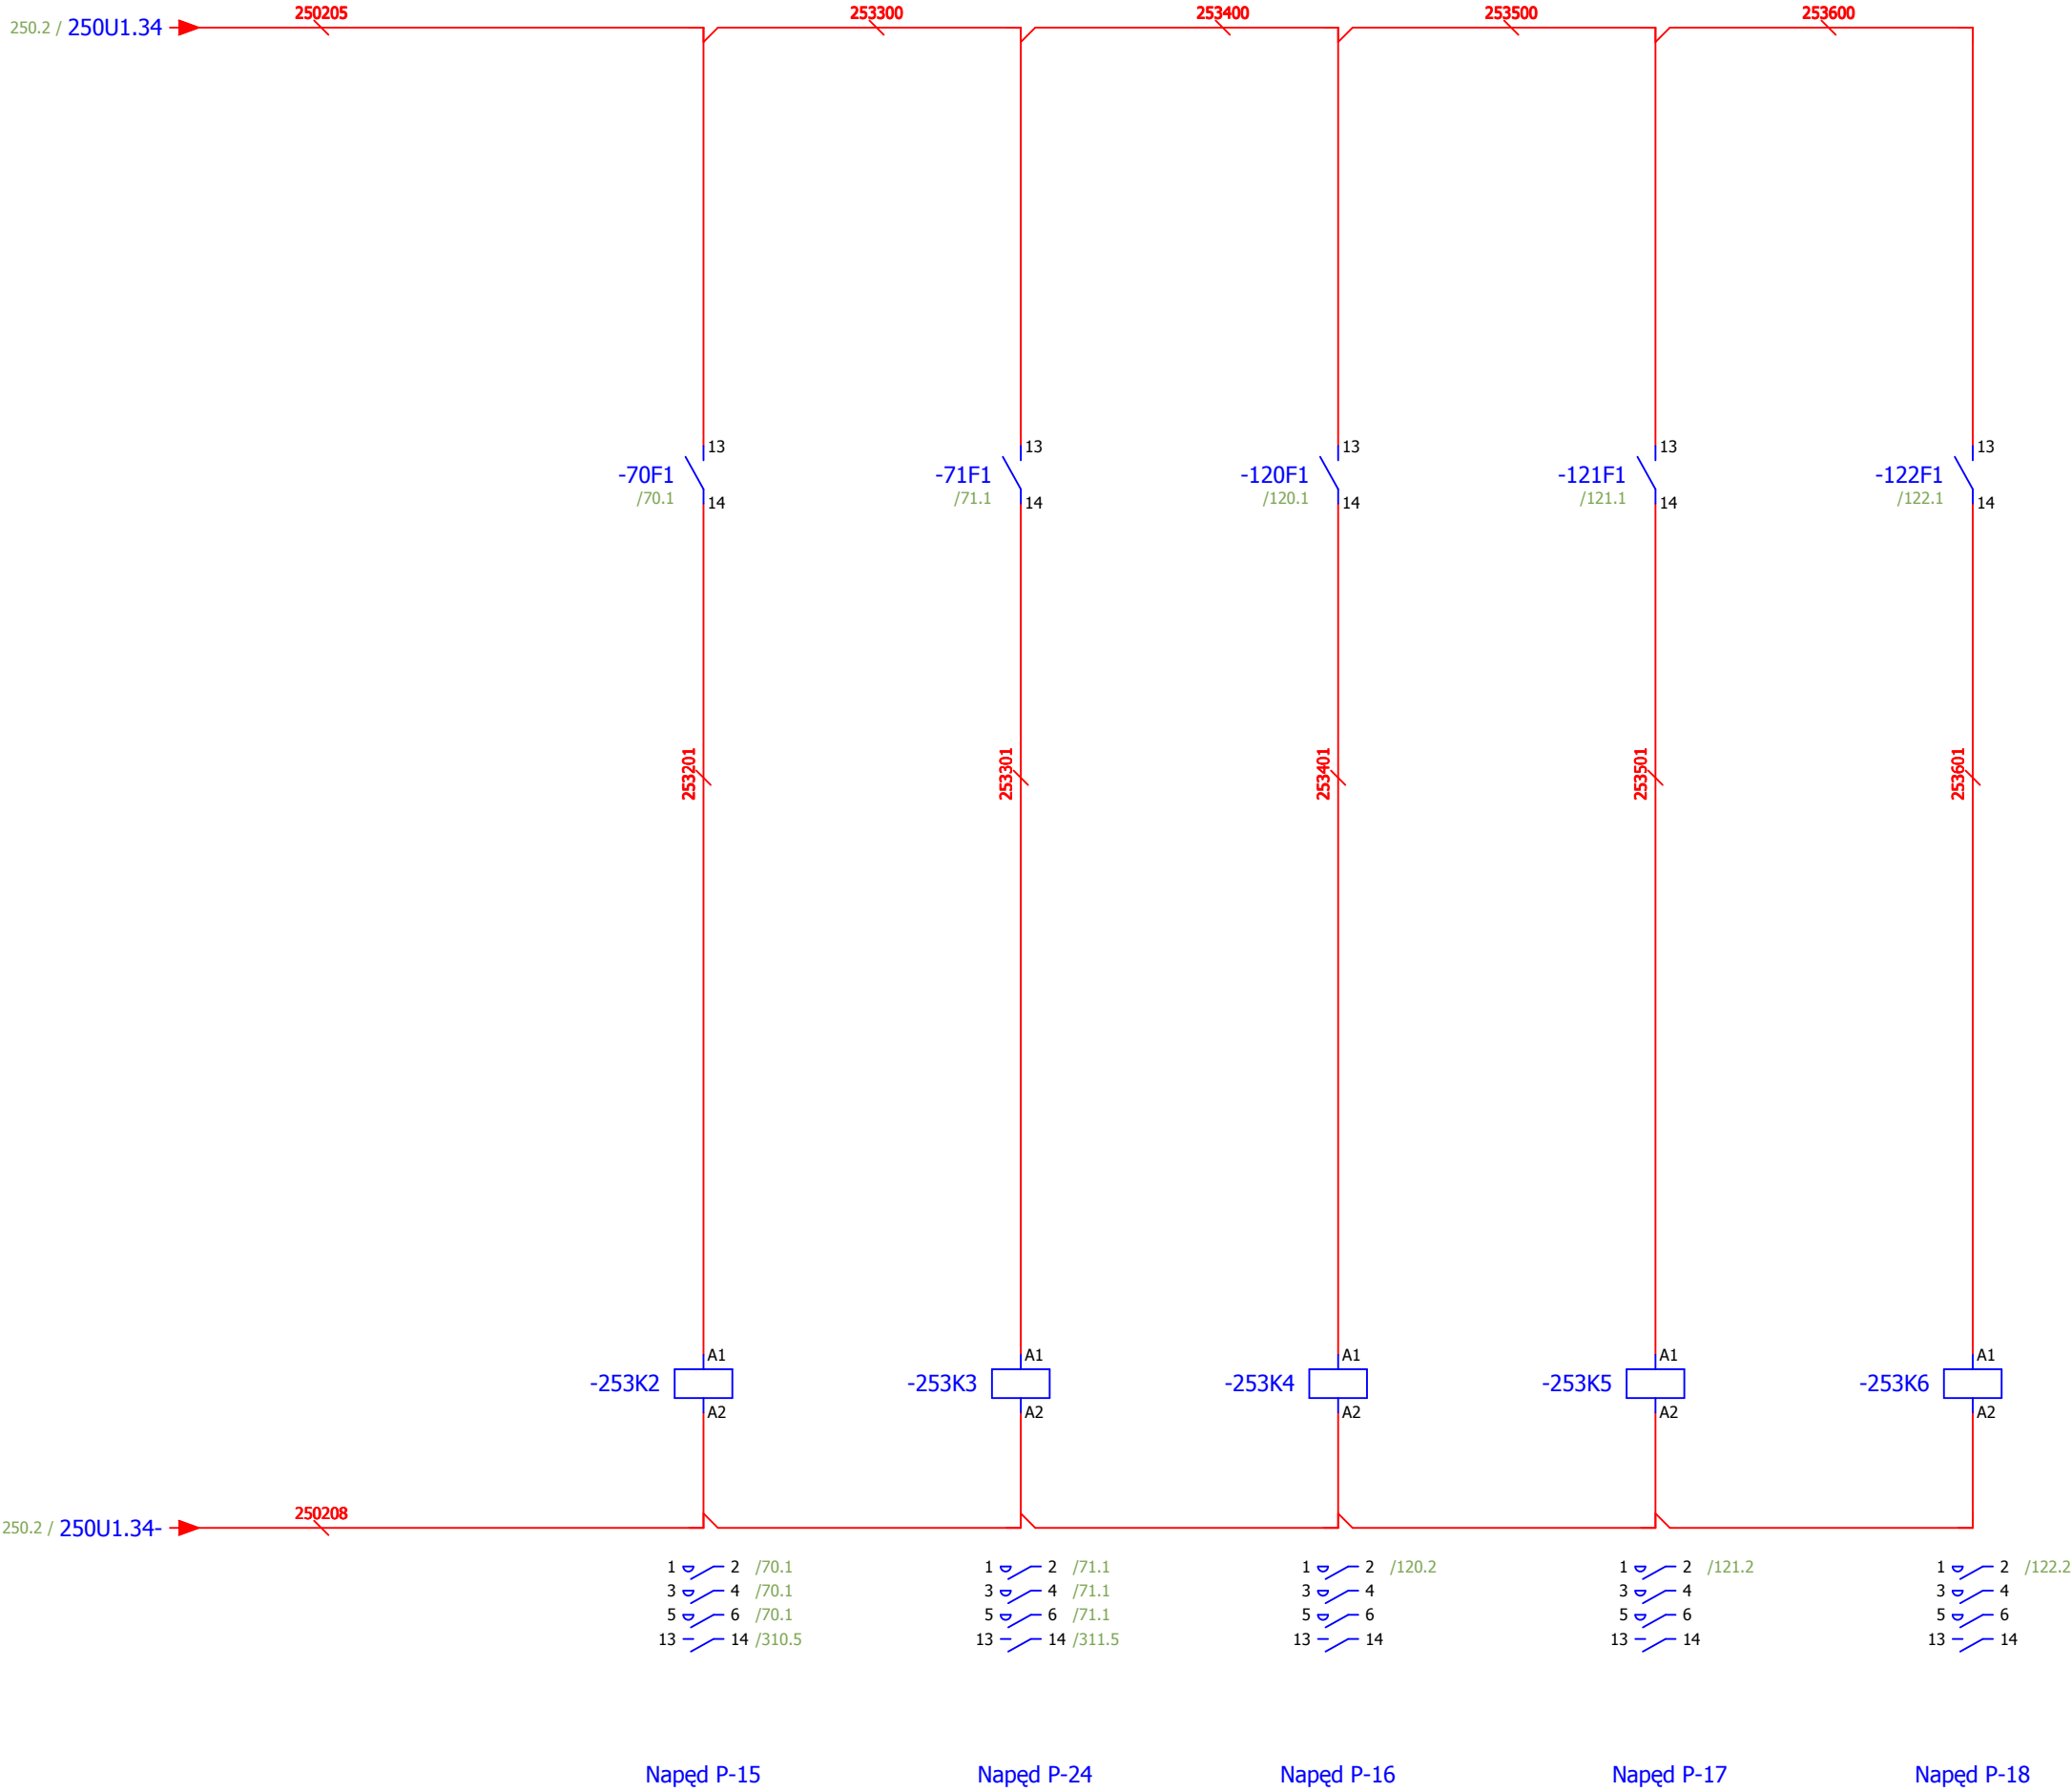 250205 253300 253400 253500 253600
250.2 / 250U1.34
13 13 13 13 13
-70F1 -71F1 -120F1 -121F1 -122F1
/70.1 /71.1 /120.1 /121.1 /122.1
14 14 14 14 14
253201 253301 253401 253501 253601
A1 A1 A1 A1 A1
-253K2 -253K3 -253K4 -253K5 -253K6
A2 A2 A2 A2 A2
250208
250.2 / 250U1.34-
1 2 /70.1 1 2 /71.1 1 2 /120.2 1 2 /121.2 1 2 /122.2
3 4 /70.1 3 4 /71.1 3 4 3 4 3 4
5 6 /70.1 5 6 /71.1 5 6 5 6 5 6
13 14 /310.5 13 14 /311.5 13 14 13 14 13 14
Napęd P-15 Napęd P-24 Napęd P-16 Napęd P-17 Napęd P-18